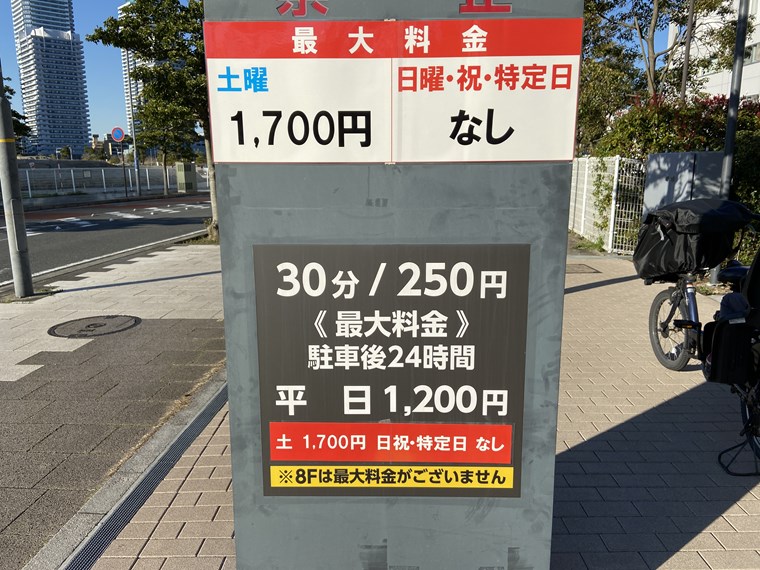 最大料金
土曜 日曜・祝・特定日
1,700円 なし
30分 / 250円
《 最大料金 》
駐車後24時間
平 日 1,200円
土 1,700円 日祝・特定日 なし
※8Fは最大料金がございません